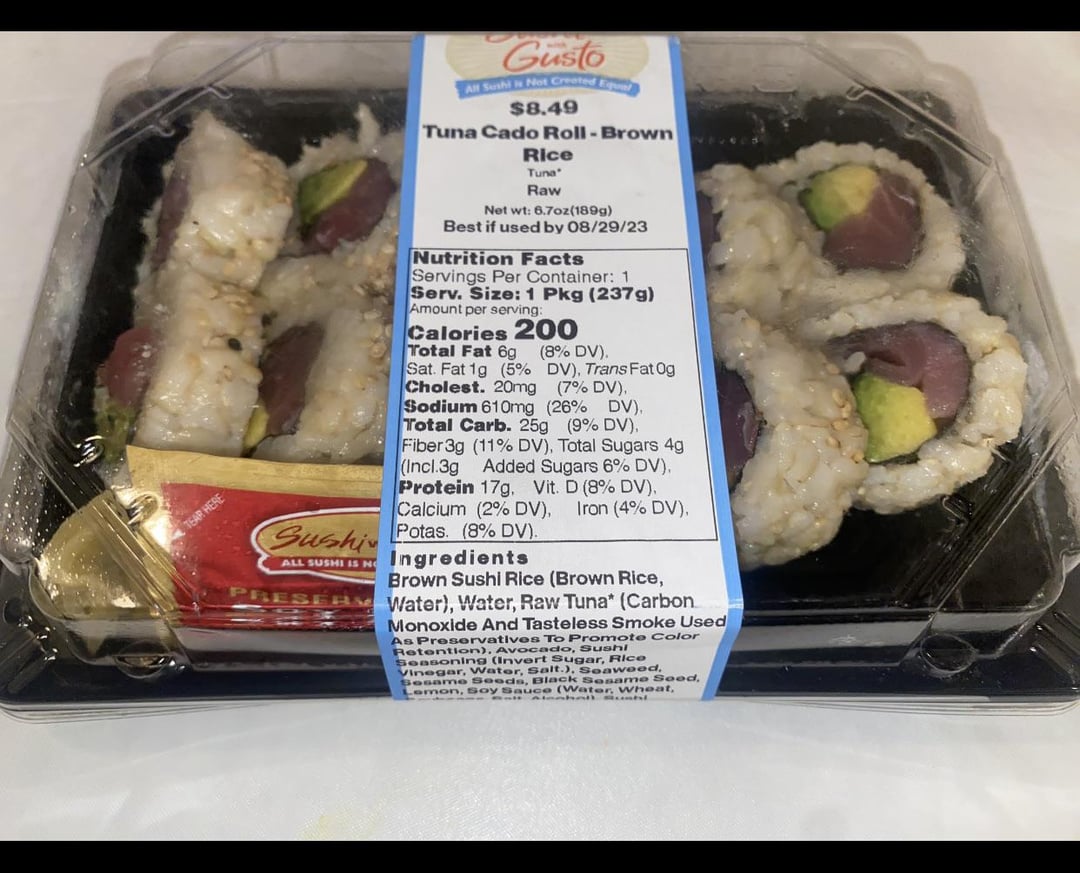 with
Gusto
All Sushi is Not Created Equal
$8.49
Tuna Cado Roll - Brown
Rice
Tuna*
Raw
Net wt: 6.7oz(189g)
Best if used by 08/29/23
Nutrition Facts
Servings Per Container: 1
Serv. Size: 1 Pkg (237g)
Amount per serving:
Calories 200
Total Fat 6g (8% DV),
Sat. Fat 1g (5% DV), Trans Fat 0g
Cholest. 20mg (7% DV),
Sodium 610mg (26% DV),
Total Carb. 25g (9% DV),
Fiber 3g (11% DV), Total Sugars 4g
(Incl.3g Added Sugars 6% DV),
Protein 17g, Vit. D (8% DV),
Calcium (2% DV), Iron (4% DV),
Potas. (8% DV).
Ingredients
Brown Sushi Rice (Brown Rice,
Water), Water, Raw Tuna* (Carbon
Monoxide And Tasteless Smoke Used
As Preservatives To Promote Color
Retention), Avocado, Sushi
Seasoning (Invert Sugar, Rice
Vinegar, Water, Salt.), Seaweed,
Sesame Seeds, Black Sesame Seed,
Lemon, Soy Sauce (Water, Wheat,
Salt, Alcohol), Sushi
TEAR HERE
Sushi
ALL SUSHI IS
PRESERV